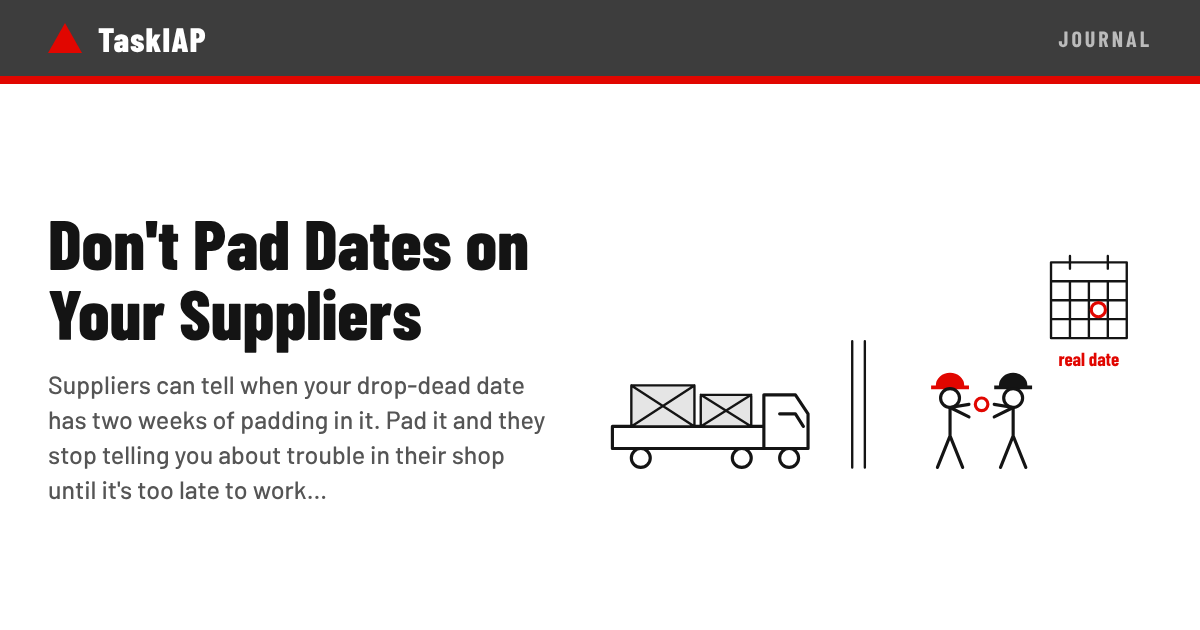 TaskIAP
JOURNAL
Don't Pad Dates on
Your Suppliers
Suppliers can tell when your drop-dead date
has two weeks of padding in it. Pad it and they
stop telling you about trouble in their shop
until it's too late to work...
real date